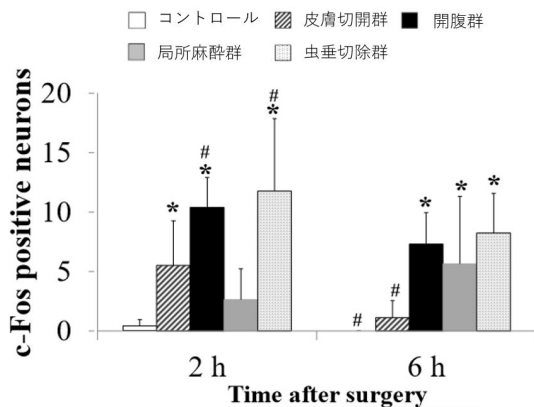 コントロール 皮膚切開群 開腹群
局所麻酔群 虫垂切除群
c-Fos positive neurons
20
15
10
5
0
# * # * * #
# # * * *
2 h 6 h
Time after surgery